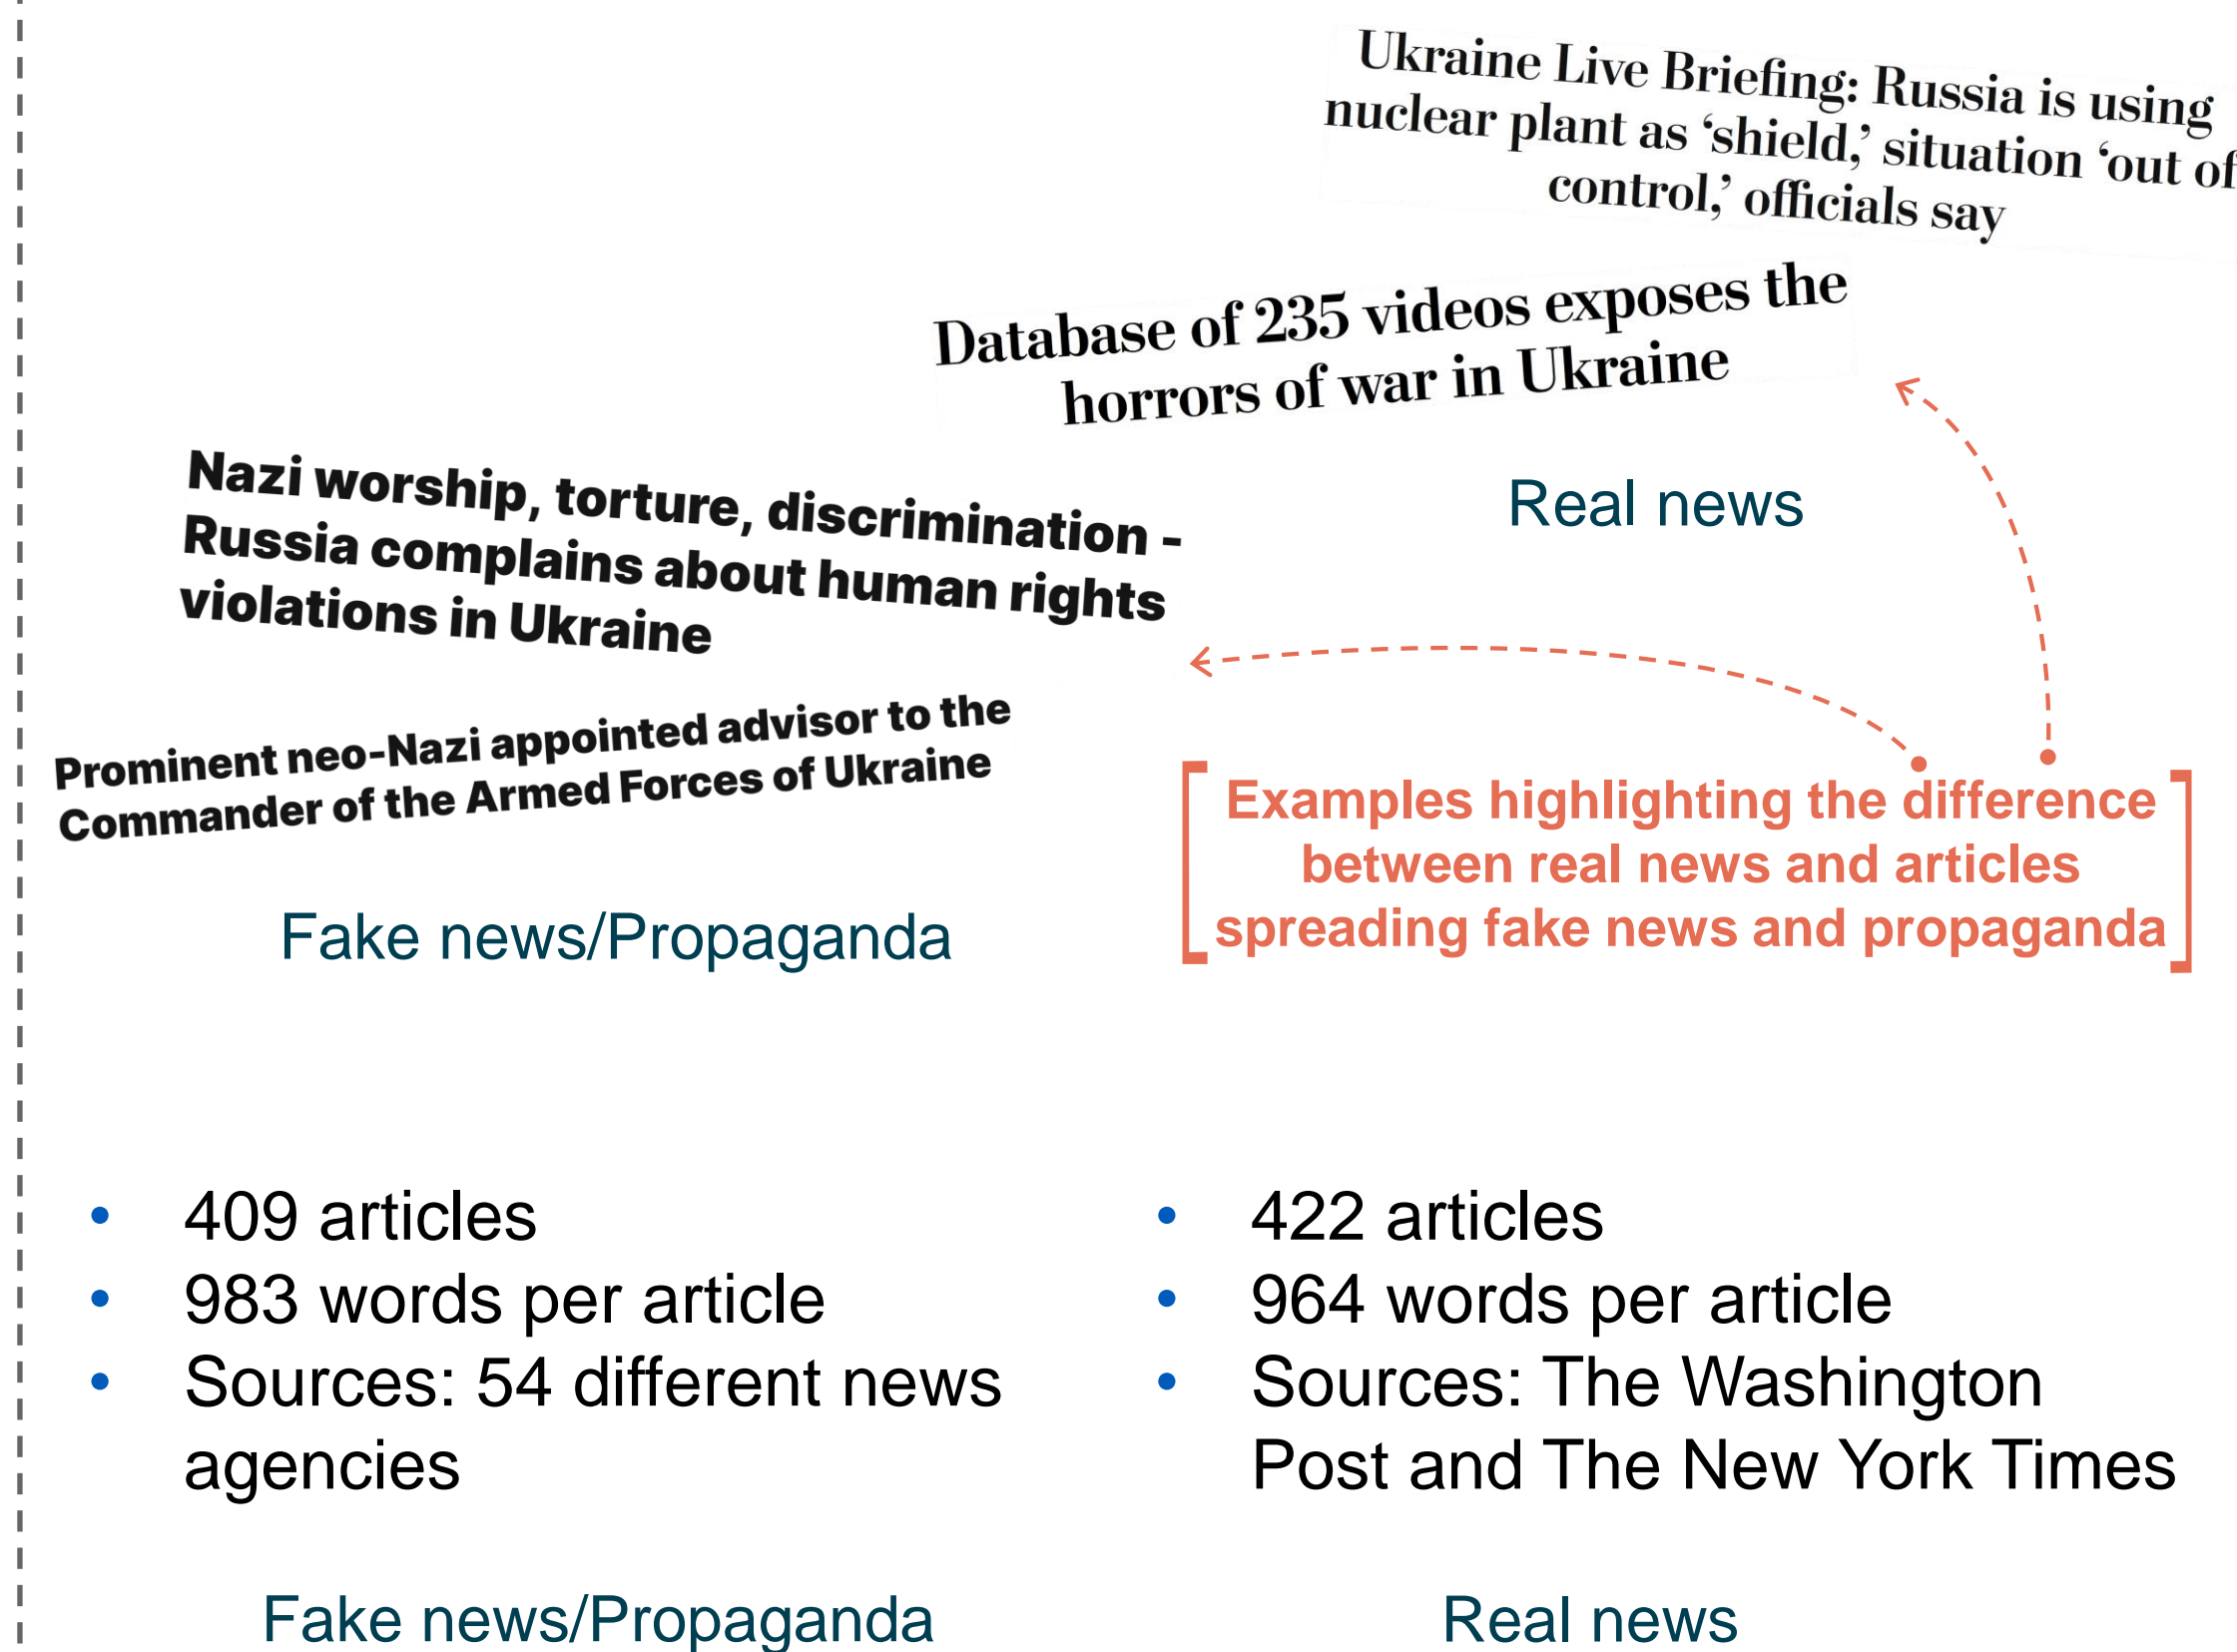 Ukraine Live Briefing: Russia is using
nuclear plant as ‘shield,’ situation ‘out of
control,’ officials say
Database of 235 videos exposes the
horrors of war in Ukraine
Real news
Nazi worship, torture, discrimination -
Russia complains about human rights
violations in Ukraine
Prominent neo-Nazi appointed advisor to the
Commander of the Armed Forces of Ukraine
Fake news/Propaganda
Examples highlighting the difference
between real news and articles
spreading fake news and propaganda
• 409 articles
• 983 words per article
• Sources: 54 different news
agencies
Fake news/Propaganda
• 422 articles
• 964 words per article
• Sources: The Washington
Post and The New York Times
Real news